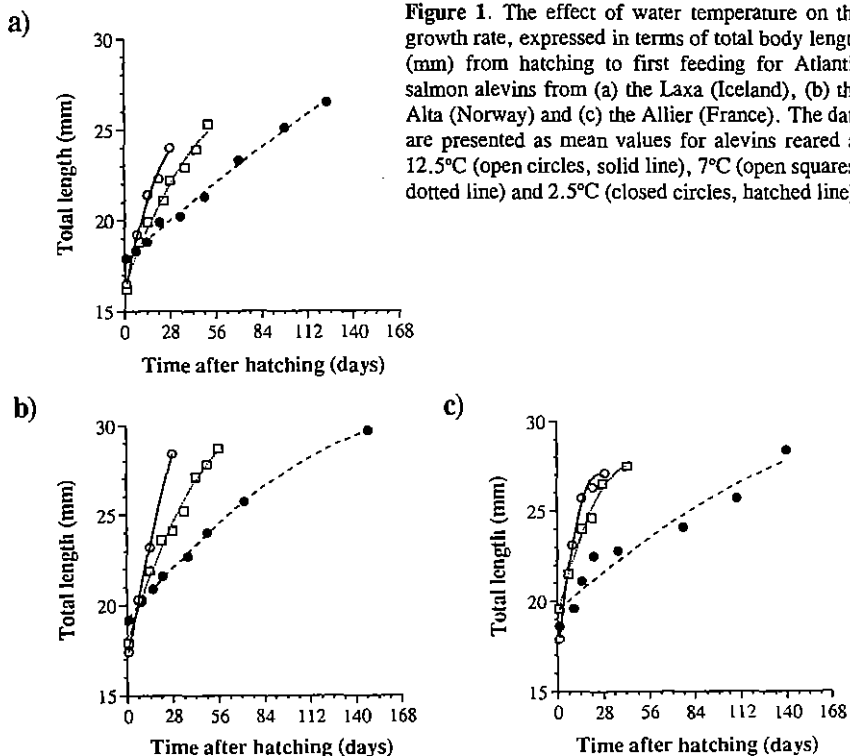 a)
Figure 1. The effect of water temperature on th
growth rate, expressed in terms of total body lengt
(mm) from hatching to first feeding for Atlanti
salmon alevins from (a) the Laxa (Iceland), (b) th
Alta (Norway) and (c) the Allier (France). The dat
are presented as mean values for alevins reared a
12.5°C (open circles, solid line), 7°C (open squares
dotted line) and 2.5°C (closed circles, hatched line
30
25
20
15
Total length (mm)
0 28 56 84 112 140 168
Time after hatching (days)
b)
30
25
20
15
Total length (mm)
0 28 56 84 112 140 168
Time after hatching (days)
c)
30
25
20
15
Total length (mm)
0 28 56 84 112 140 168
Time after hatching (days)